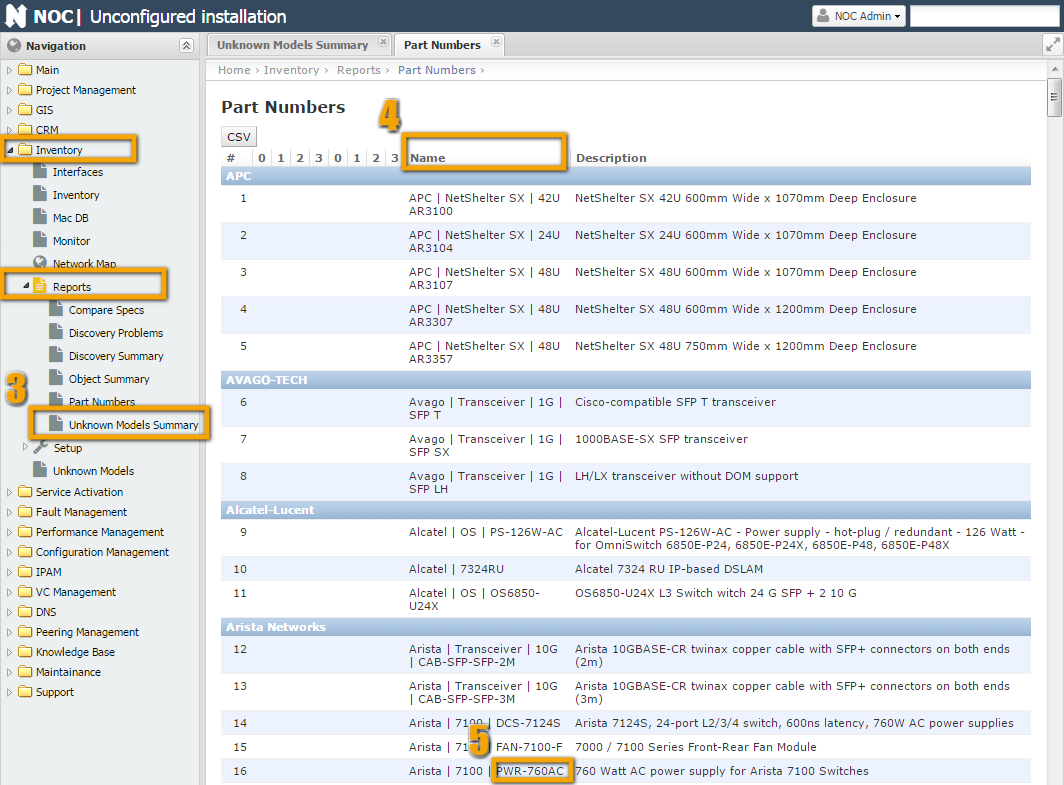 NOC| Unconfigured installation
NOC Admin
Navigation
Main
Project Management
GIS
CRM
Inventory
Interfaces
Inventory
Mac DB
Monitor
Network Map
Reports
Compare Specs
Discovery Problems
Discovery Summary
Object Summary
3
Part Numbers
Unknown Models Summary
Setup
Unknown Models
Service Activation
Fault Management
Performance Management
Configuration Management
IPAM
VC Management
DNS
Peering Management
Knowledge Base
Maintainance
Support
Unknown Models Summary
Part Numbers
Home › Inventory › Reports › Part Numbers ›
Part Numbers
4
CSV
# 0 1 2 3 0 1 2 3 Name Description
APC
1 APC | NetShelter SX | 42U NetShelter SX 42U 600mm Wide x 1070mm Deep Enclosure
AR3100
2 APC | NetShelter SX | 24U NetShelter SX 24U 600mm Wide x 1070mm Deep Enclosure
AR3104
3 APC | NetShelter SX | 48U NetShelter SX 48U 600mm Wide x 1070mm Deep Enclosure
AR3107
4 APC | NetShelter SX | 48U NetShelter SX 48U 600mm Wide x 1200mm Deep Enclosure
AR3307
5 APC | NetShelter SX | 48U NetShelter SX 48U 750mm Wide x 1200mm Deep Enclosure
AR3357
AVAGO-TECH
6 Avago | Transceiver | 1G | Cisco-compatible SFP T transceiver
SFP T
7 Avago | Transceiver | 1G | 1000BASE-SX SFP transceiver
SFP SX
8 Avago | Transceiver | 1G | LH/LX transceiver without DOM support
SFP LH
Alcatel-Lucent
9 Alcatel | OS | PS-126W-AC Alcatel-Lucent PS-126W-AC - Power supply - hot-plug / redundant - 126 Watt -
for OmniSwitch 6850E-P24, 6850E-P24X, 6850E-P48, 6850E-P48X
10 Alcatel | 7324RU Alcatel 7324 RU IP-based DSLAM
11 Alcatel | OS | OS6850- OS6850-U24X L3 Switch witch 24 G SFP + 2 10 G
U24X
Arista Networks
12 Arista | Transceiver | 10G Arista 10GBASE-CR twinax copper cable with SFP+ connectors on both ends
| CAB-SFP-SFP-2M (2m)
13 Arista | Transceiver | 10G Arista 10GBASE-CR twinax copper cable with SFP+ connectors on both ends
| CAB-SFP-SFP-3M (3m)
14 Arista | 7100 | DCS-7124S Arista 7124S, 24-port L2/3/4 switch, 600ns latency, 760W AC power supplies
5
15 Arista | FAN-7100-F 7000 / 7100 Series Front-Rear Fan Module
16 Arista | 7100 | PWR-760AC 760 Watt AC power supply for Arista 7100 Switches